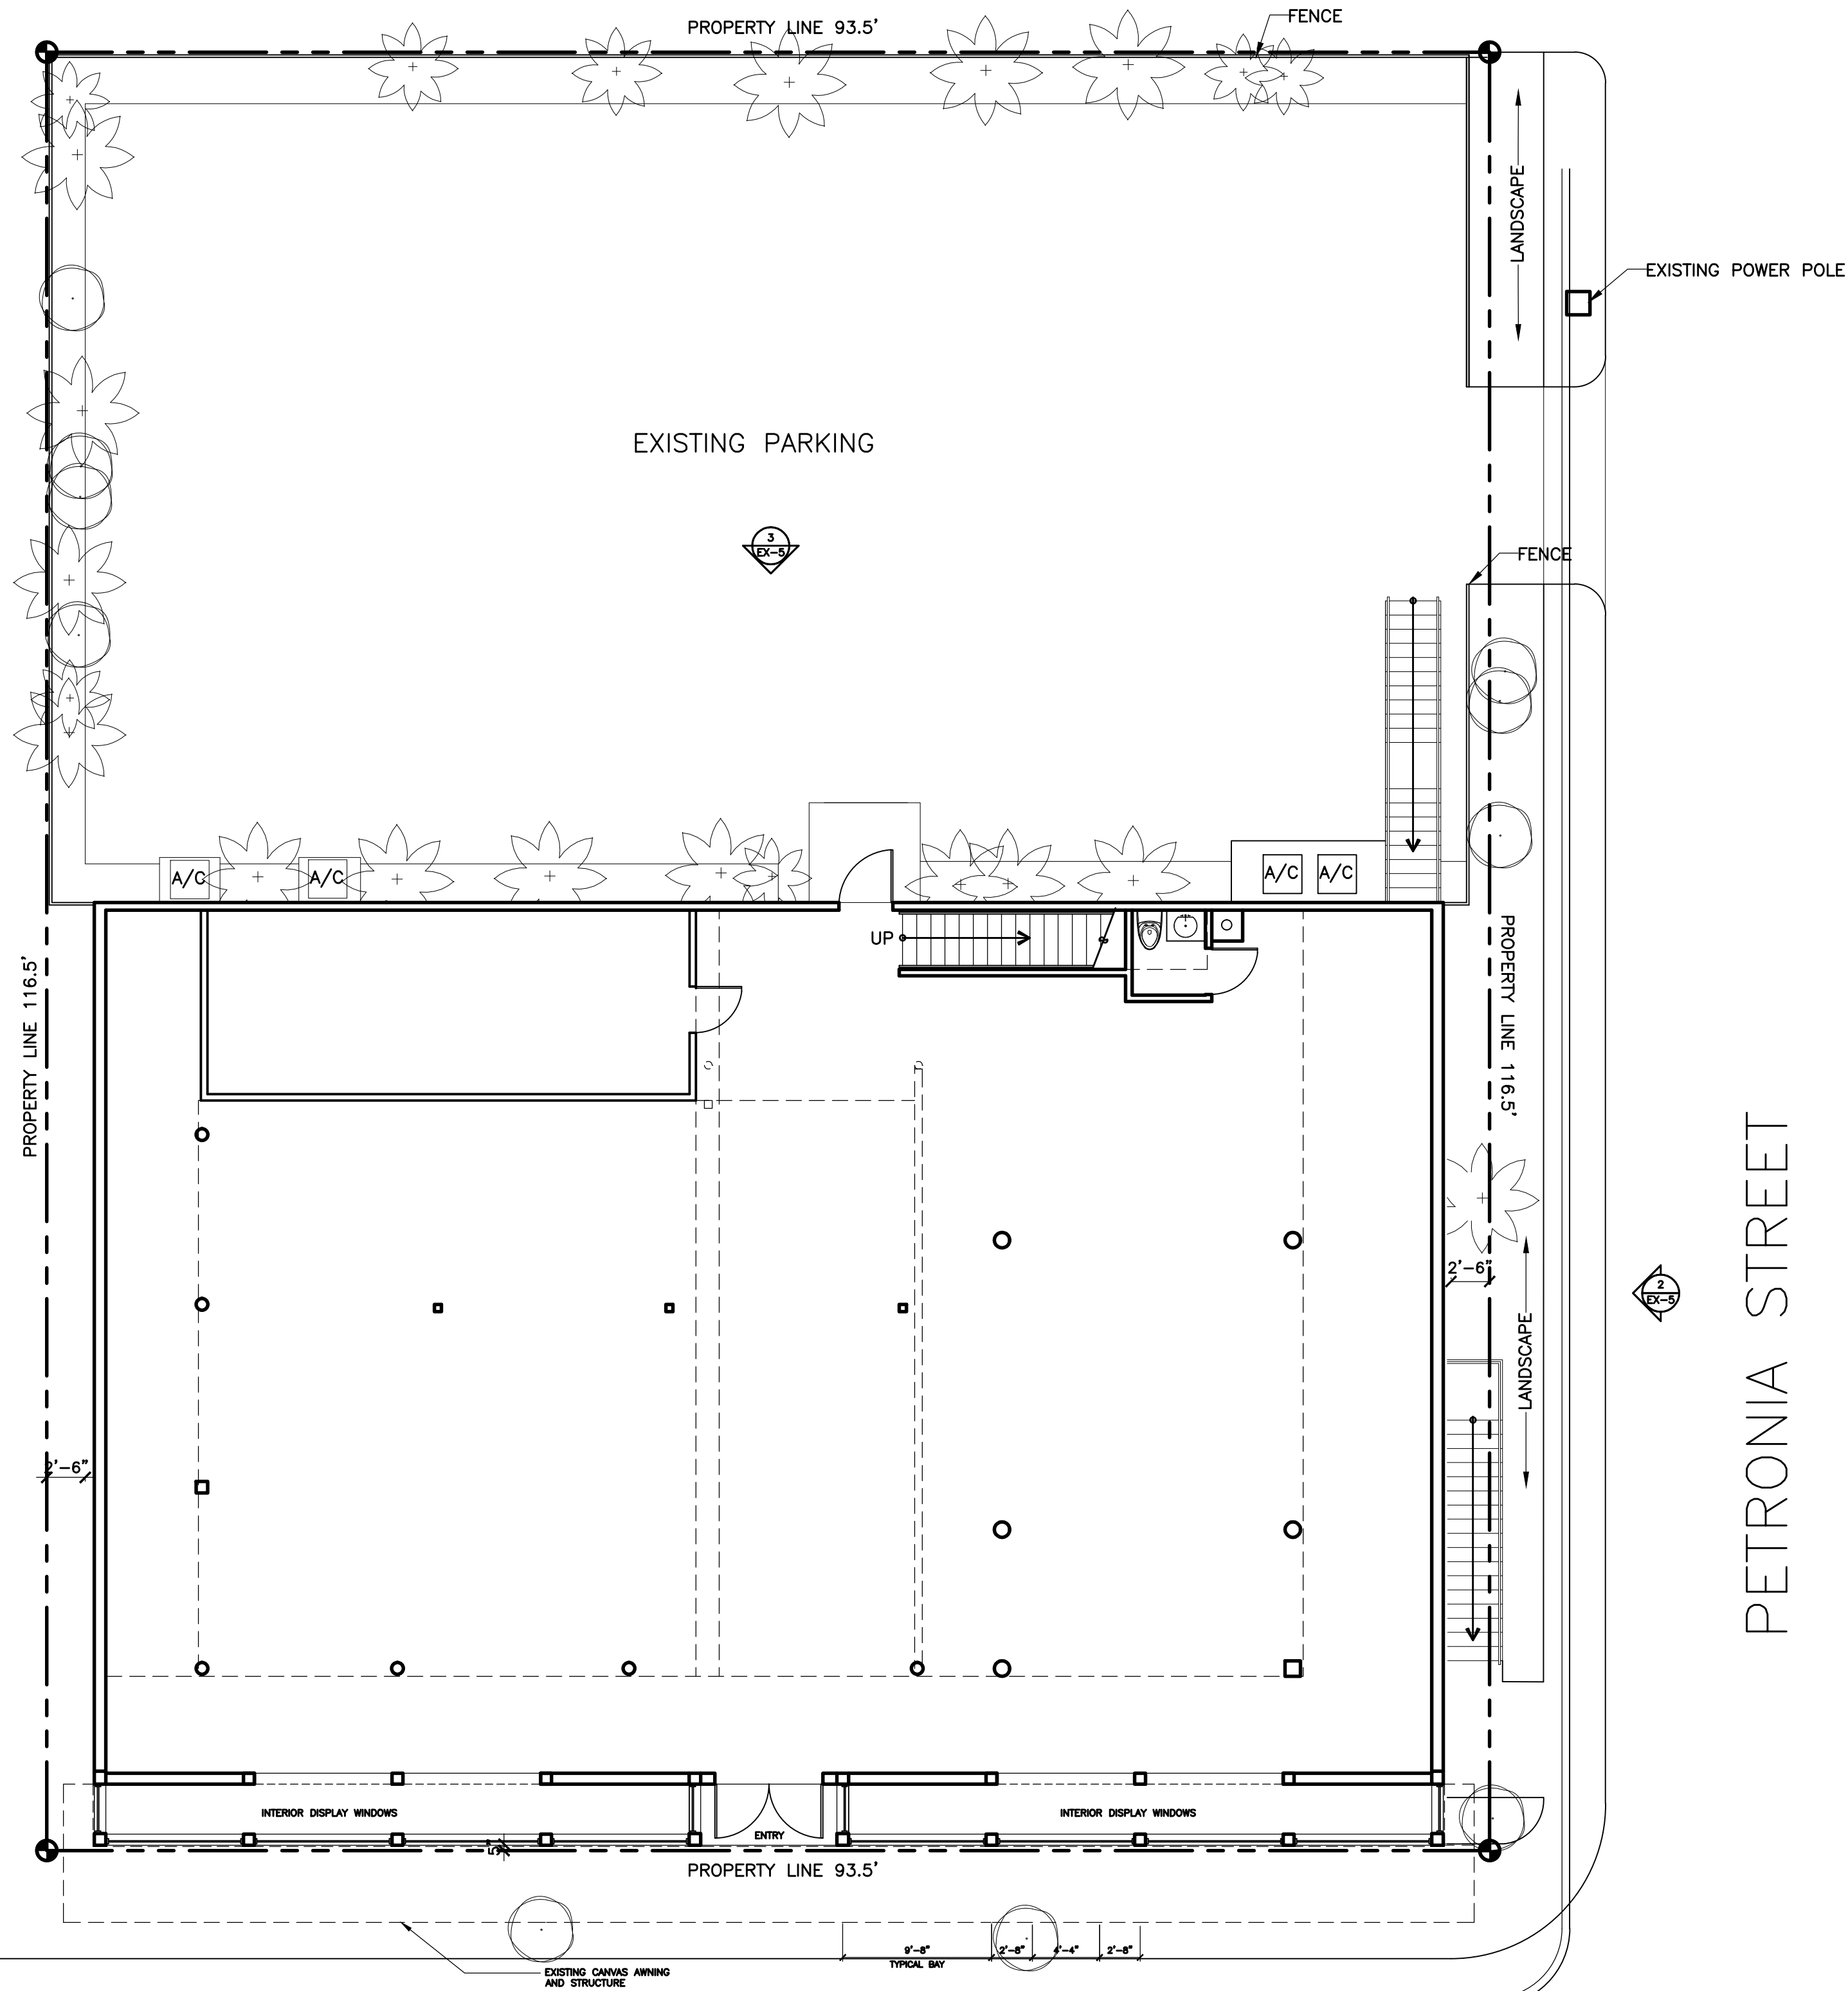 PROPERTY LINE 93.5'
FENCE
LANDSCAPE
EXISTING POWER POLE
EXISTING PARKING
3
EX-5
FENCE
A/C
A/C
A/C
A/C
UP
PROPERTY LINE 116.5'
PROPERTY LINE 116.5'
PETRONIA STREET
2'-6"
2
EX-5
LANDSCAPE
2'-6"
INTERIOR DISPLAY WINDOWS
INTERIOR DISPLAY WINDOWS
ENTRY
PROPERTY LINE 93.5'
9'-8"
2'-8"
4'-4"
2'-8"
TYPICAL BAY
EXISTING CANVAS AWNING
AND STRUCTURE